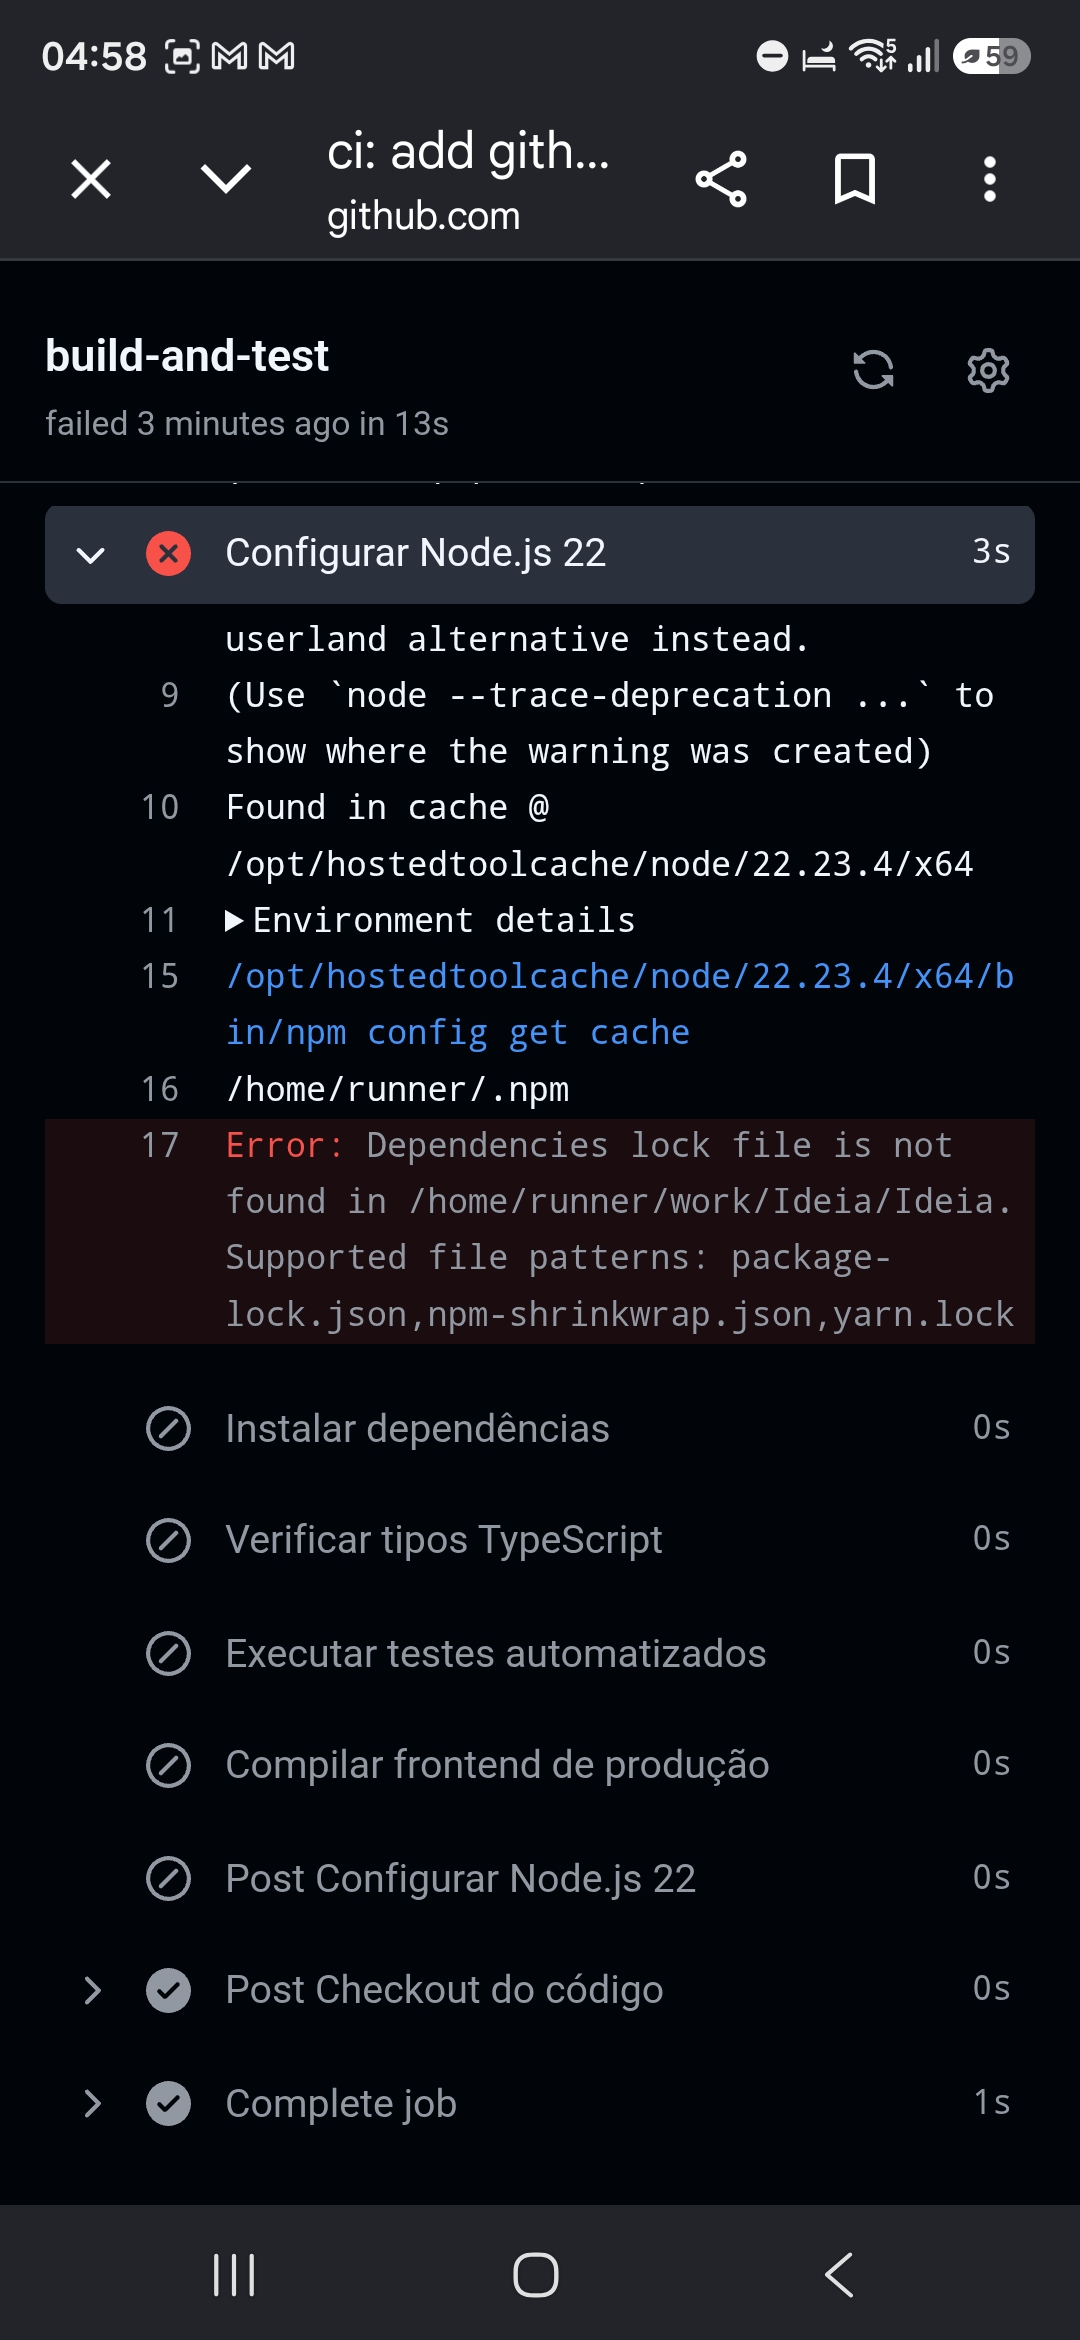 04:58
5
59
ci: add gith...
github.com
build-and-test
failed 3 minutes ago in 13s
Configurar Node.js 22 3s
userland alternative instead.
9 (Use `node --trace-deprecation ...` to
show where the warning was created)
10 Found in cache @
/opt/hostedtoolcache/node/22.23.4/x64
11 Environment details
15 /opt/hostedtoolcache/node/22.23.4/x64/b
in/npm config get cache
16 /home/runner/.npm
17 Error: Dependencies lock file is not
found in /home/runner/work/Ideia/Ideia.
Supported file patterns: package-
lock.json,npm-shrinkwrap.json,yarn.lock
Instalar dependências 0s
Verificar tipos TypeScript 0s
Executar testes automatizados 0s
Compilar frontend de produção 0s
Post Configurar Node.js 22 0s
Post Checkout do código 0s
Complete job 1s